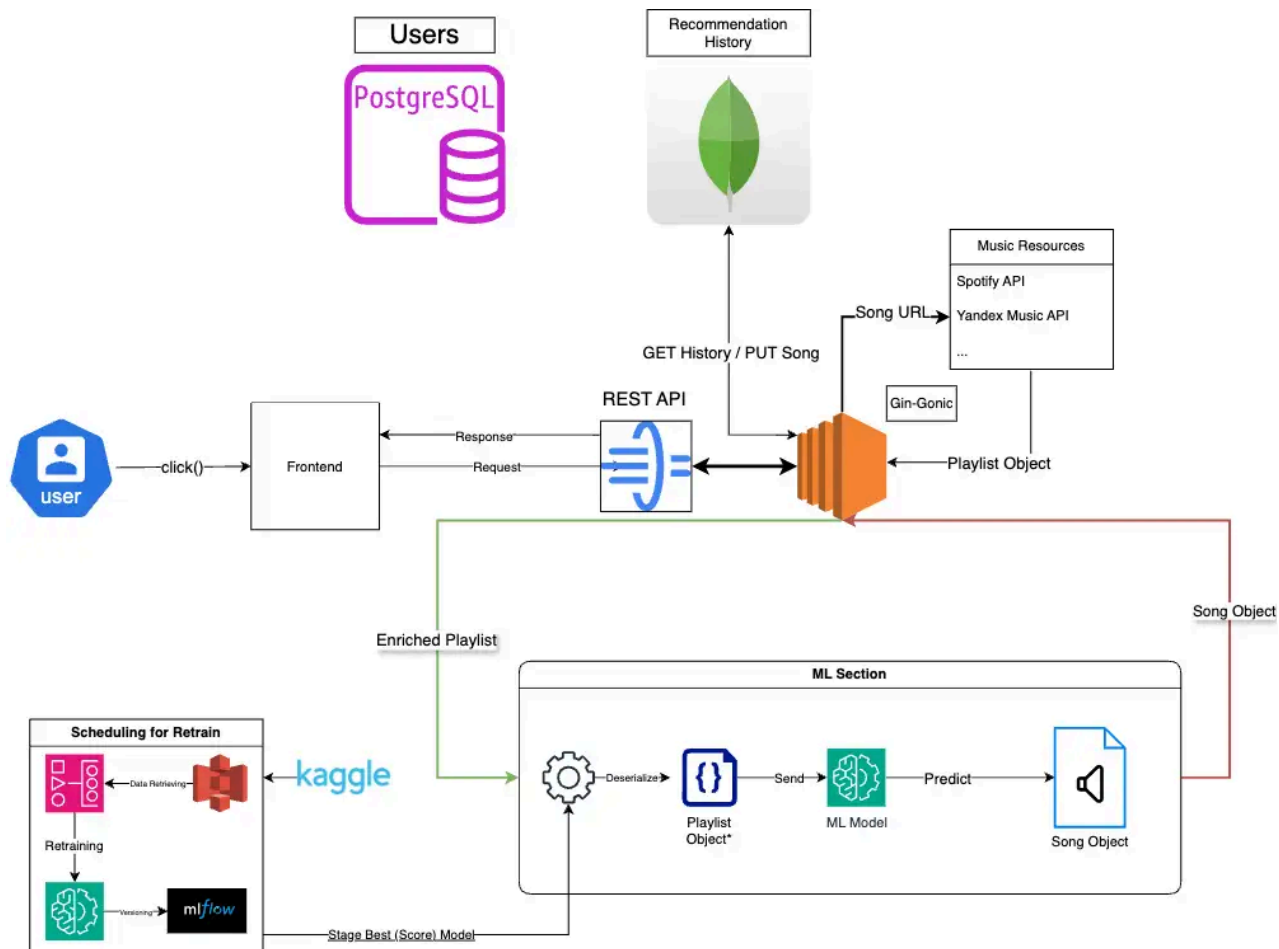 Users
PostgreSQL
Recommendation
History
Music Resources
Spotify API
Yandex Music API
...
Song URL
GET History / PUT Song
Gin-Gonic
REST API
Playlist Object
user
click()
Frontend
Response
Request
Enriched Playlist
Song Object
ML Section
Deserialize
{}
Playlist
Object*
Send
ML Model
Predict
Song Object
Scheduling for Retrain
Data Retrieving
kaggle
Retraining
Versioning
mlflow
Stage Best (Score) Model